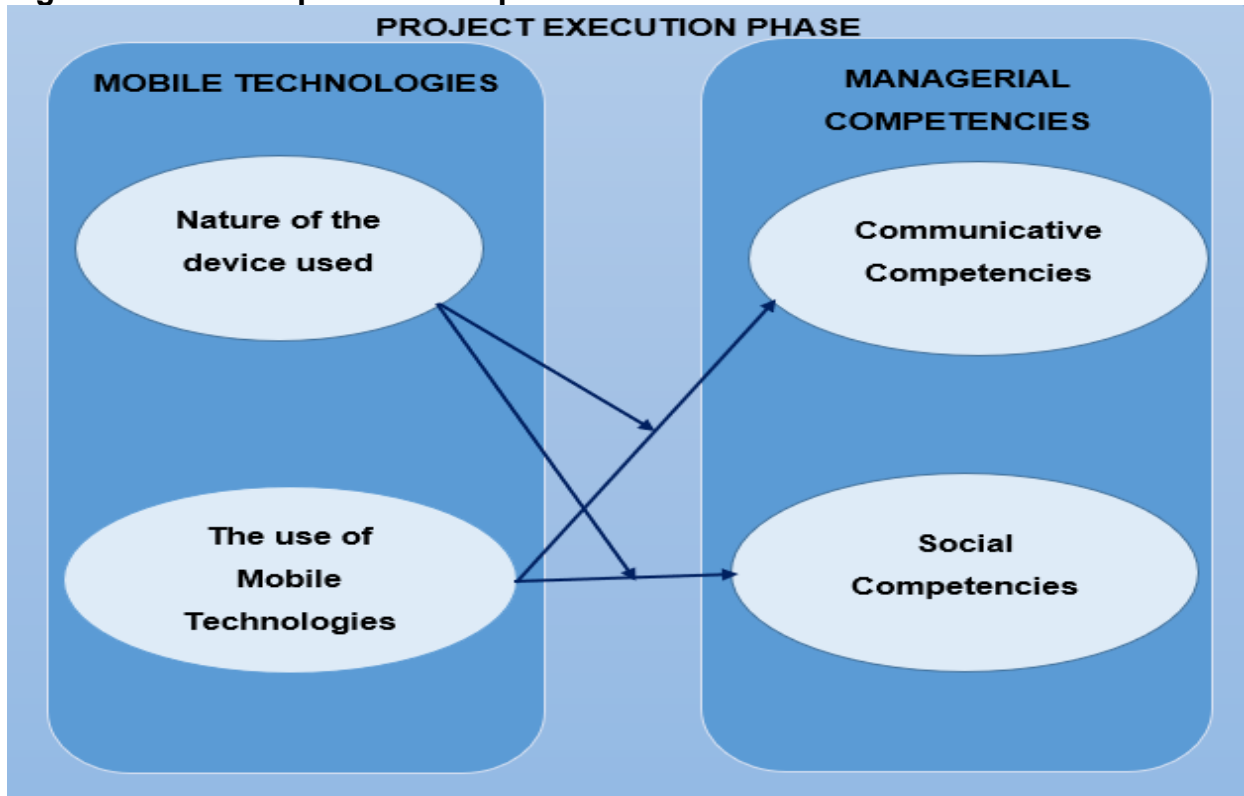 PROJECT EXECUTION PHASE
MOBILE TECHNOLOGIES
Nature of the
device used
The use of
Mobile
Technologies
MANAGERIAL
COMPETENCIES
Communicative
Competencies
Social
Competencies